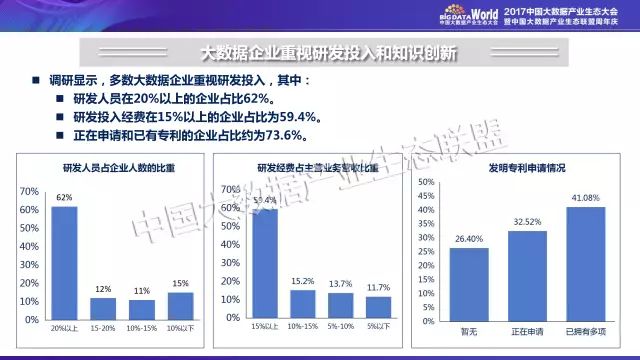 BIGDATA World
中国大数据产业生态大会
2017中国大数据产业生态大会
暨中国大数据产业生态联盟周年庆
大数据企业重视研发投入和知识创新
调研显示，多数大数据企业重视研发投入，其中：
研发人员在20%以上的企业占比62%。
研发投入经费在15%以上的企业占比为59.4%。
正在申请和已有专利的企业占比约为73.6%。
中国大数据产业生态联盟
研发人员占企业人数的比重
70%
60%
50%
40%
30%
20%
10%
0%
62%
12%
11%
15%
20%以上
15-20%
10%-15%
10%以下
研发经费占主营业务营收比重
70%
60%
50%
40%
30%
20%
10%
0%
59.4%
15.2%
13.7%
11.7%
15%以上
10%-15%
5%-10%
5%以下
发明专利申请情况
50%
45%
40%
35%
30%
25%
20%
15%
10%
5%
0%
26.40%
32.52%
41.08%
暂无
正在申请
已拥有多项